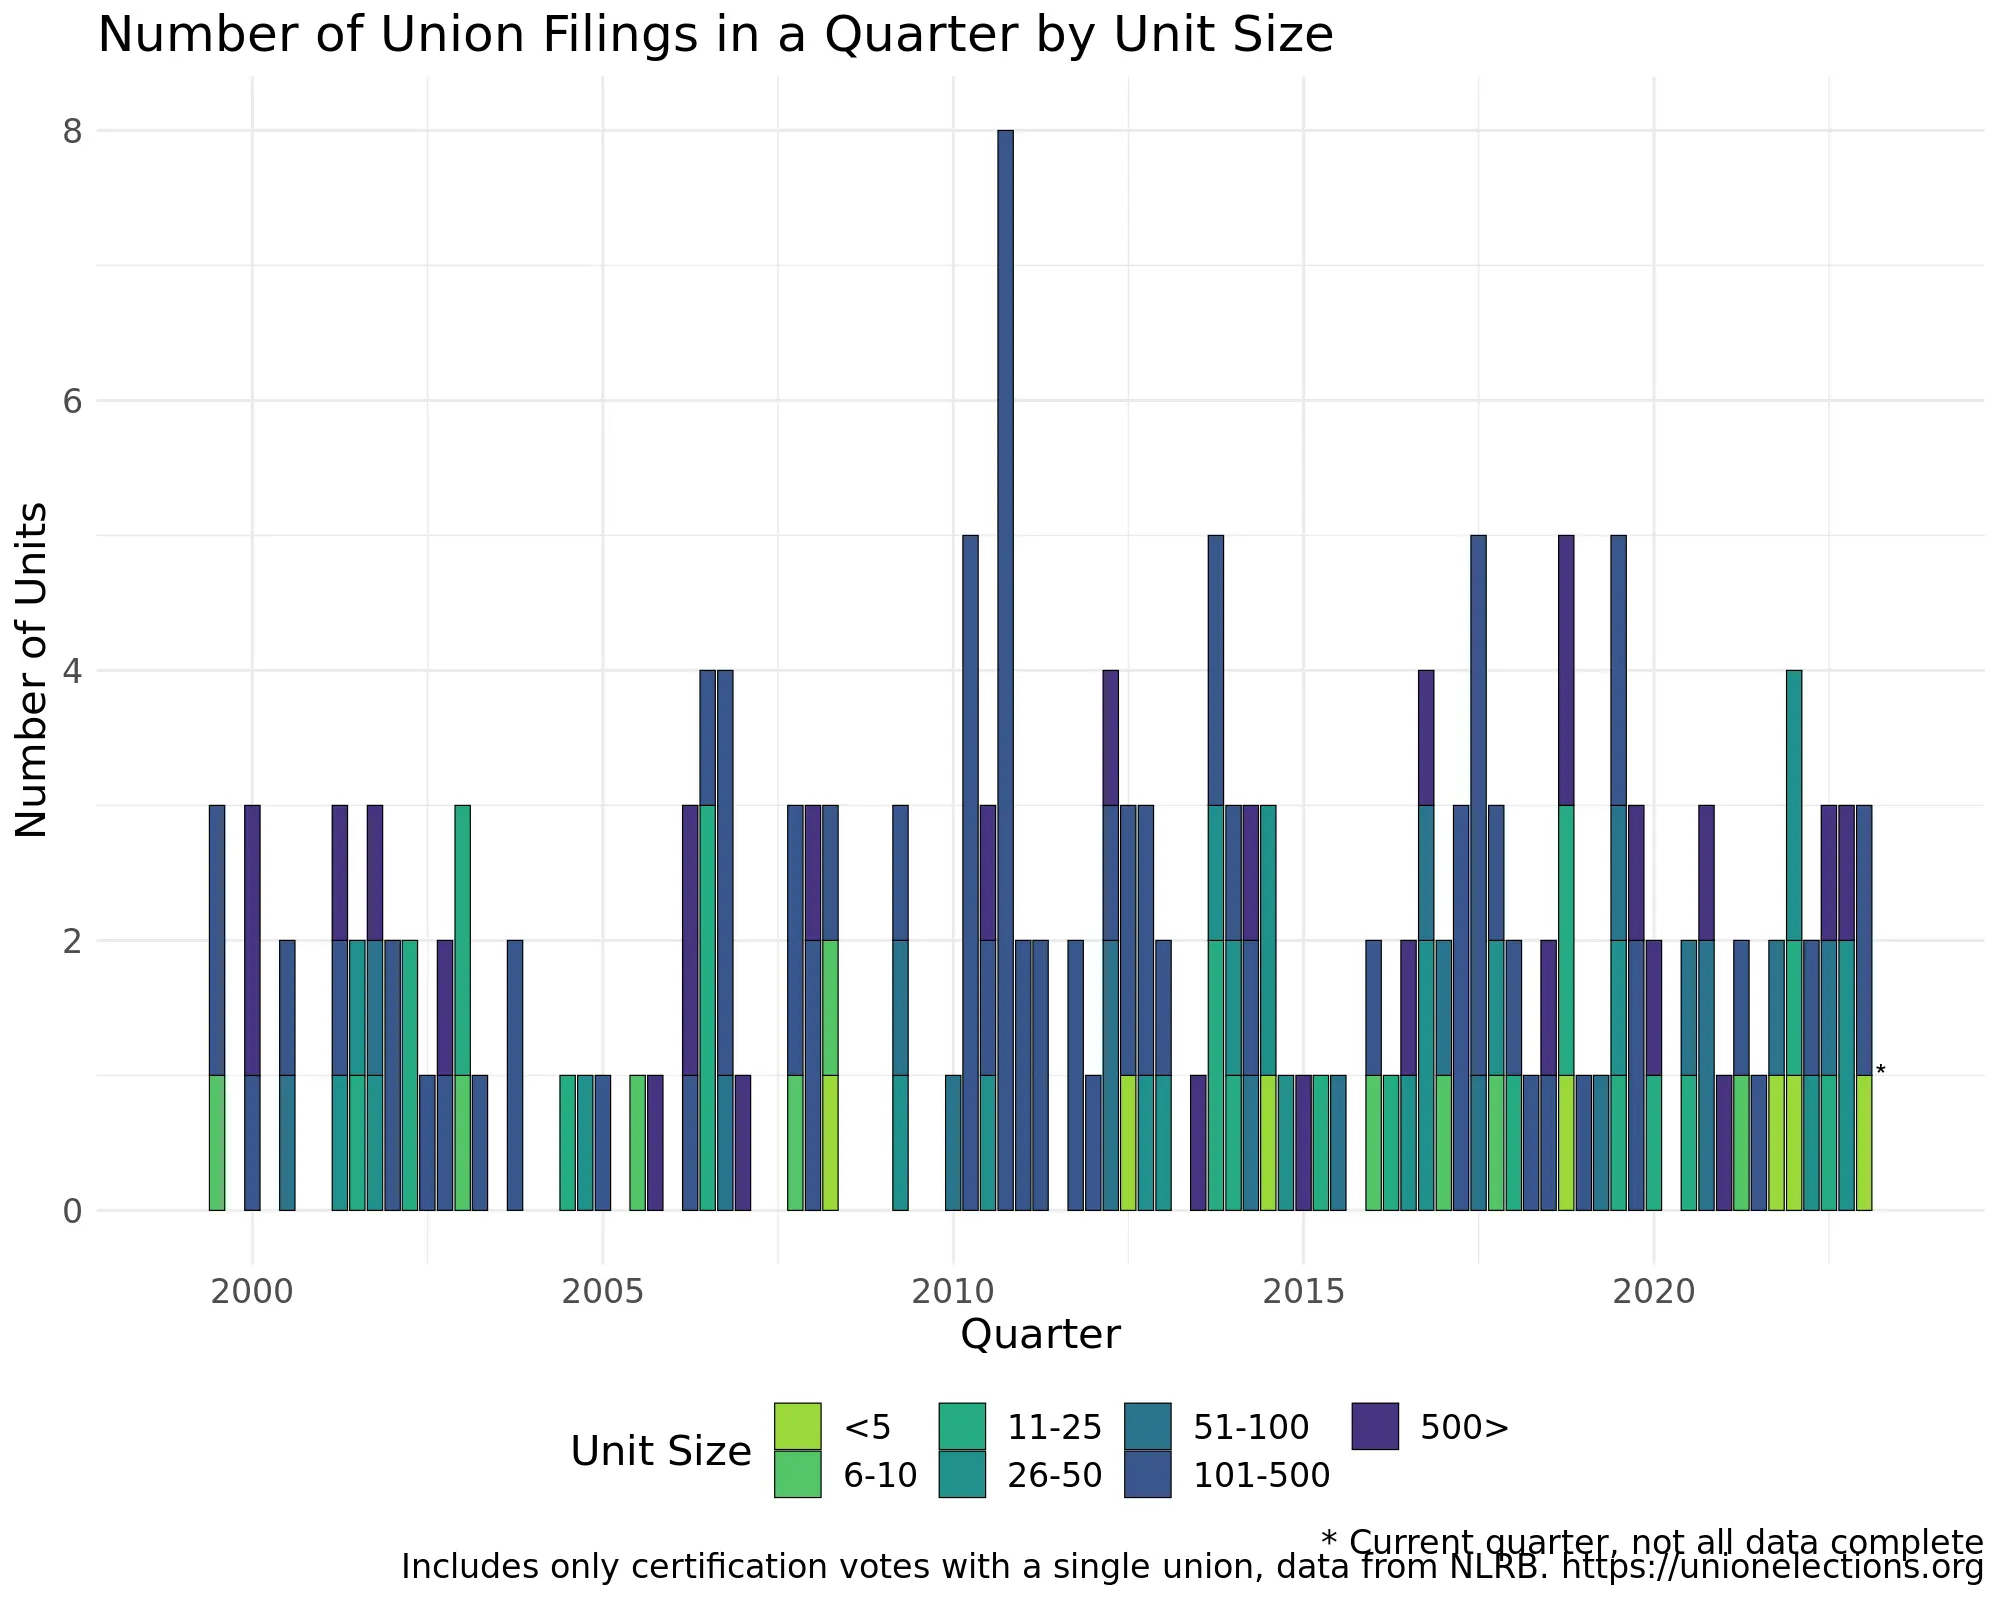 Number of Union Filings in a Quarter by Unit Size
Number of Units
8
6
4
2
0
*
2000 2005 2010 2015 2020
Quarter
Unit Size
<5 11-25 51-100 500>
6-10 26-50 101-500
* Current quarter, not all data complete
Includes only certification votes with a single union, data from NLRB. https://unionelections.org